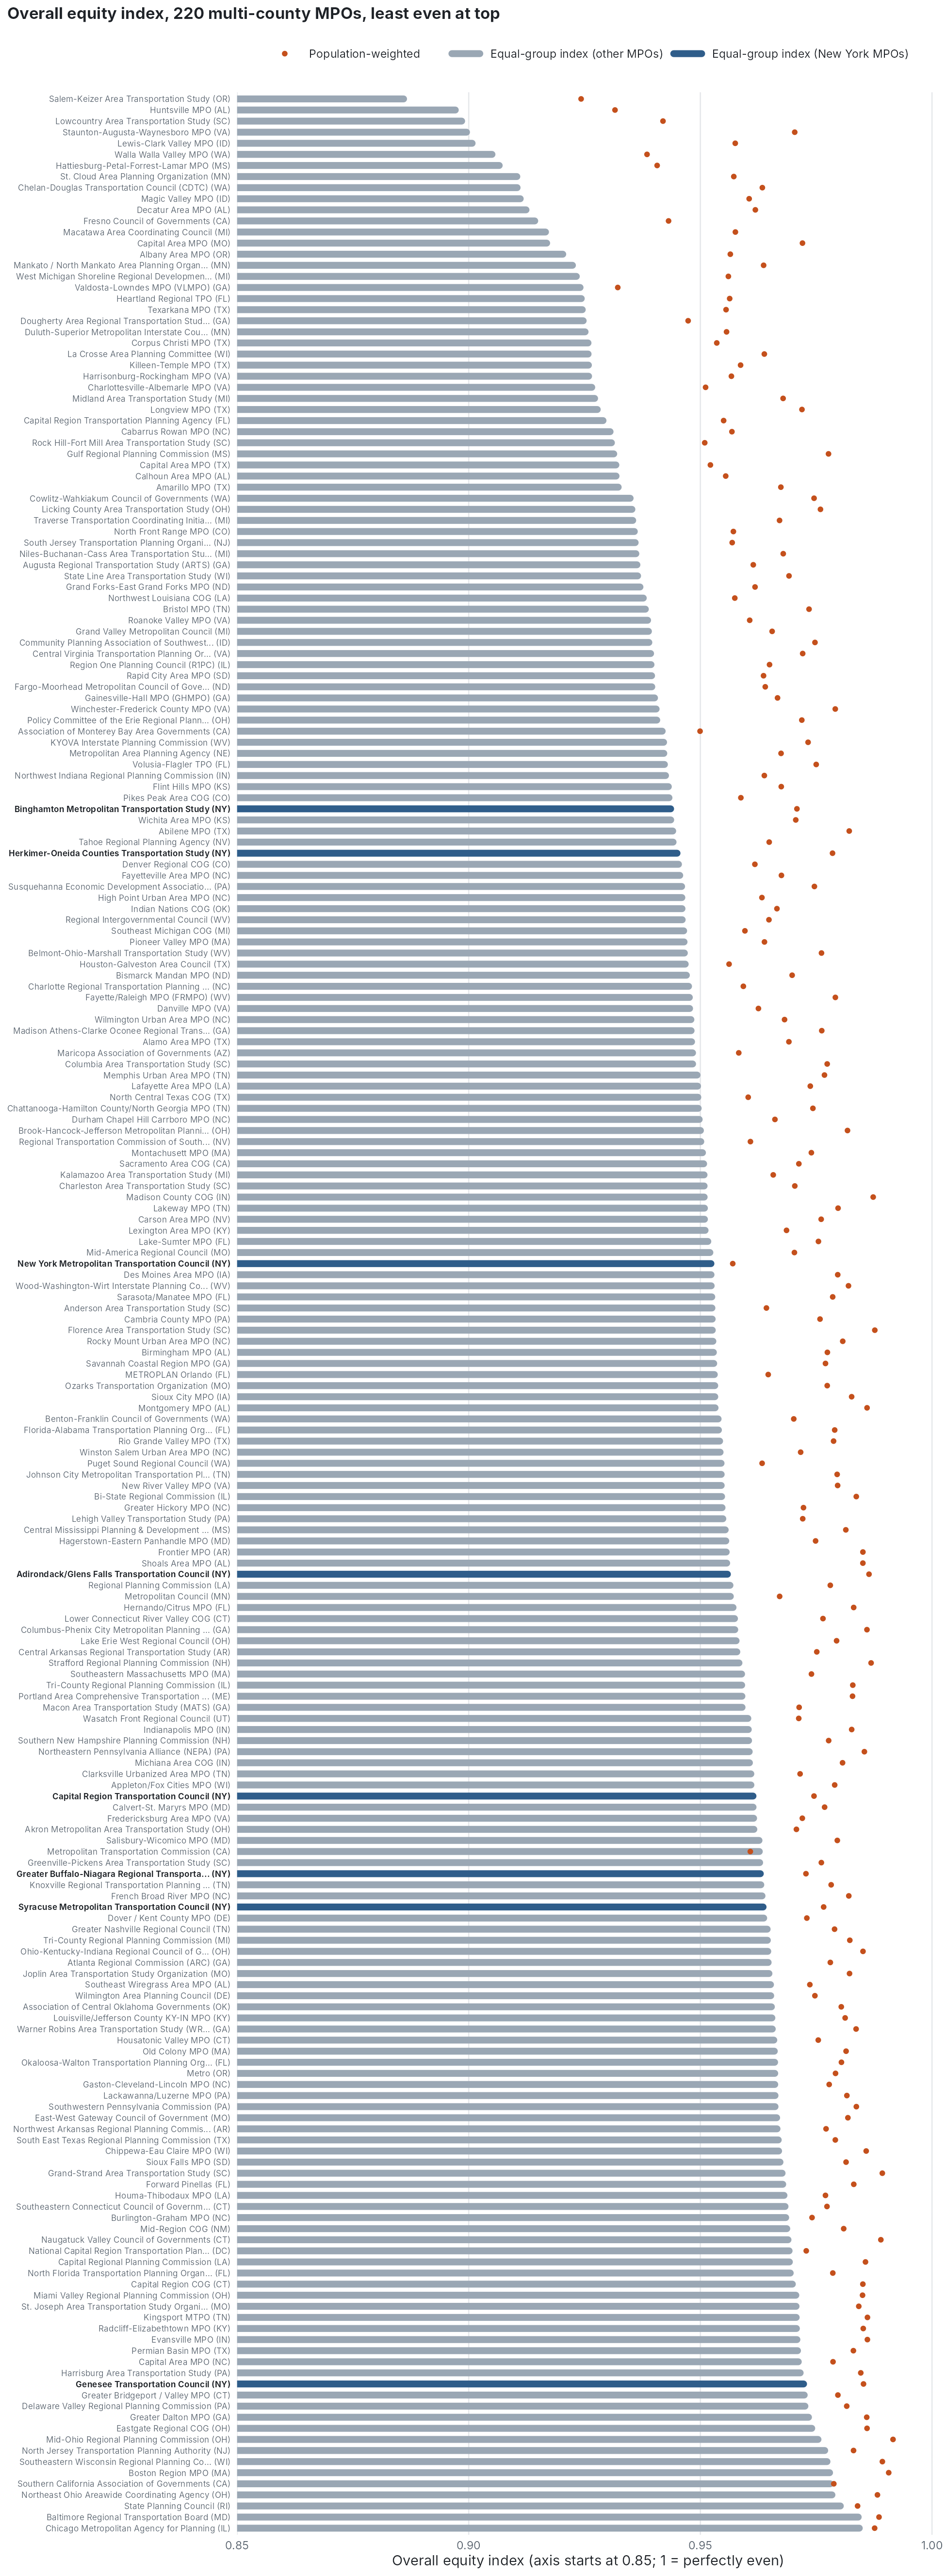 Overall equity index, 220 multi-county MPOs, least even at top
Population-weighted
Equal-group index (other MPOs)
Equal-group index (New York MPOs)
Salem-Keizer Area Transportation Study (OR)
Huntsville MPO (AL)
Lowcountry Area Transportation Study (SC)
Staunton-Augusta-Waynesboro MPO (VA)
Lewis-Clark Valley MPO (ID)
Walla Walla Valley MPO (WA)
Hattiesburg-Petal-Forrest-Lamar MPO (MS)
St. Cloud Area Planning Organization (MN)
Chelan-Douglas Transportation Council (CDTC) (WA)
Magic Valley MPO (ID)
Decatur Area MPO (AL)
Fresno Council of Governments (CA)
Macatawa Area Coordinating Council (MI)
Capital Area MPO (MO)
Albany Area MPO (OR)
Mankato / North Mankato Area Planning Organ... (MN)
West Michigan Shoreline Regional Developmen... (MI)
Valdosta-Lowndes MPO (VLMPO) (GA)
Heartland Regional TPO (FL)
Texarkana MPO (TX)
Dougherty Area Regional Transportation Stud... (GA)
Duluth-Superior Metropolitan Interstate Cou... (MN)
Corpus Christi MPO (TX)
La Crosse Area Planning Committee (WI)
Killeen-Temple MPO (TX)
Harrisonburg-Rockingham MPO (VA)
Charlottesville-Albemarle MPO (VA)
Midland Area Transportation Study (MI)
Longview MPO (TX)
Capital Region Transportation Planning Agency (FL)
Cabarrus Rowan MPO (NC)
Rock Hill-Fort Mill Area Transportation Study (SC)
Gulf Regional Planning Commission (MS)
Capital Area MPO (TX)
Calhoun Area MPO (AL)
Amarillo MPO (TX)
Cowlitz-Wahkiakum Council of Governments (WA)
Licking County Area Transportation Study (OH)
Traverse Transportation Coordinating Initia... (MI)
North Front Range MPO (CO)
South Jersey Transportation Planning Organi... (NJ)
Niles-Buchanan-Cass Area Transportation Stu... (MI)
Augusta Regional Transportation Study (ARTS) (GA)
State Line Area Transportation Study (WI)
Grand Forks-East Grand Forks MPO (ND)
Northwest Louisiana COG (LA)
Bristol MPO (TN)
Roanoke Valley MPO (VA)
Grand Valley Metropolitan Council (MI)
Community Planning Association of Southwest... (ID)
Central Virginia Transportation Planning Or... (VA)
Region One Planning Council (R1PC) (IL)
Rapid City Area MPO (SD)
Fargo-Moorhead Metropolitan Council of Gove... (ND)
Gainesville-Hall MPO (GHMPO) (GA)
Winchester-Frederick County MPO (VA)
Policy Committee of the Erie Regional Plann... (OH)
Association of Monterey Bay Area Governments (CA)
KYOVA Interstate Planning Commission (WV)
Metropolitan Area Planning Agency (NE)
Volusia-Flagler TPO (FL)
Northwest Indiana Regional Planning Commission (IN)
Flint Hills MPO (KS)
Pikes Peak Area COG (CO)
Binghamton Metropolitan Transportation Study (NY)
Wichita Area MPO (KS)
Abilene MPO (TX)
Tahoe Regional Planning Agency (NV)
Herkimer-Oneida Counties Transportation Study (NY)
Denver Regional COG (CO)
Fayetteville Area MPO (NC)
Susquehanna Economic Development Associatio... (PA)
High Point Urban Area MPO (NC)
Indian Nations COG (OK)
Regional Intergovernmental Council (WV)
Southeast Michigan COG (MI)
Pioneer Valley MPO (MA)
Belmont-Ohio-Marshall Transportation Study (WV)
Houston-Galveston Area Council (TX)
Bismarck Mandan MPO (ND)
Charlotte Regional Transportation Planning ... (NC)
Fayette/Raleigh MPO (FRMPO) (WV)
Danville MPO (VA)
Wilmington Urban Area MPO (NC)
Madison Athens-Clarke Oconee Regional Trans... (GA)
Alamo Area MPO (TX)
Maricopa Association of Governments (AZ)
Columbia Area Transportation Study (SC)
Memphis Urban Area MPO (TN)
Lafayette Area MPO (LA)
North Central Texas COG (TX)
Chattanooga-Hamilton County/North Georgia MPO (TN)
Durham Chapel Hill Carrboro MPO (NC)
Brook-Hancock-Jefferson Metropolitan Planni... (OH)
Regional Transportation Commission of South... (NV)
Montachusett MPO (MA)
Sacramento Area COG (CA)
Kalamazoo Area Transportation Study (MI)
Charleston Area Transportation Study (SC)
Madison County COG (IN)
Lakeway MPO (TN)
Carson Area MPO (NV)
Lexington Area MPO (KY)
Lake-Sumter MPO (FL)
Mid-America Regional Council (MO)
New York Metropolitan Transportation Council (NY)
Des Moines Area MPO (IA)
Wood-Washington-Wirt Interstate Planning Co... (WV)
Sarasota/Manatee MPO (FL)
Anderson Area Transportation Study (SC)
Cambria County MPO (PA)
Florence Area Transportation Study (SC)
Rocky Mount Urban Area MPO (NC)
Birmingham MPO (AL)
Savannah Coastal Region MPO (GA)
METROPLAN Orlando (FL)
Ozarks Transportation Organization (MO)
Sioux City MPO (IA)
Montgomery MPO (AL)
Benton-Franklin Council of Governments (WA)
Florida-Alabama Transportation Planning Org... (FL)
Rio Grande Valley MPO (TX)
Winston Salem Urban Area MPO (NC)
Puget Sound Regional Council (WA)
Johnson City Metropolitan Transportation Pl... (TN)
New River Valley MPO (VA)
Bi-State Regional Commission (IL)
Greater Hickory MPO (NC)
Lehigh Valley Transportation Study (PA)
Central Mississippi Planning & Development ... (MS)
Hagerstown-Eastern Panhandle MPO (MD)
Frontier MPO (AR)
Shoals Area MPO (AL)
Adirondack/Glens Falls Transportation Council (NY)
Regional Planning Commission (LA)
Metropolitan Council (MN)
Hernando/Citrus MPO (FL)
Lower Connecticut River Valley COG (CT)
Columbus-Phenix City Metropolitan Planning ... (GA)
Lake Erie West Regional Council (OH)
Central Arkansas Regional Transportation Study (AR)
Strafford Regional Planning Commission (NH)
Southeastern Massachusetts MPO (MA)
Tri-County Regional Planning Commission (IL)
Portland Area Comprehensive Transportation ... (ME)
Macon Area Transportation Study (MATS) (GA)
Wasatch Front Regional Council (UT)
Indianapolis MPO (IN)
Southern New Hampshire Planning Commission (NH)
Northeastern Pennsylvania Alliance (NEPA) (PA)
Michiana Area COG (IN)
Clarksville Urbanized Area MPO (TN)
Appleton/Fox Cities MPO (WI)
Capital Region Transportation Council (NY)
Calvert-St. Maryrs MPO (MD)
Fredericksburg Area MPO (VA)
Akron Metropolitan Area Transportation Study (OH)
Salisbury-Wicomico MPO (MD)
Metropolitan Transportation Commission (CA)
Greenville-Pickens Area Transportation Study (SC)
Greater Buffalo-Niagara Regional Transporta... (NY)
Knoxville Regional Transportation Planning ... (TN)
French Broad River MPO (NC)
Syracuse Metropolitan Transportation Council (NY)
Dover / Kent County MPO (DE)
Greater Nashville Regional Council (TN)
Tri-County Regional Planning Commission (MI)
Ohio-Kentucky-Indiana Regional Council of G... (OH)
Atlanta Regional Commission (ARC) (GA)
Joplin Area Transportation Study Organization (MO)
Southeast Wiregrass Area MPO (AL)
Wilmington Area Planning Council (DE)
Association of Central Oklahoma Governments (OK)
Louisville/Jefferson County KY-IN MPO (KY)
Warner Robins Area Transportation Study (WR... (GA)
Housatonic Valley MPO (CT)
Old Colony MPO (MA)
Okaloosa-Walton Transportation Planning Org... (FL)
Metro (OR)
Gaston-Cleveland-Lincoln MPO (NC)
Lackawanna/Luzerne MPO (PA)
Southwestern Pennsylvania Commission (PA)
East-West Gateway Council of Government (MO)
Northwest Arkansas Regional Planning Commis... (AR)
South East Texas Regional Planning Commission (TX)
Chippewa-Eau Claire MPO (WI)
Sioux Falls MPO (SD)
Grand-Strand Area Transportation Study (SC)
Forward Pinellas (FL)
Houma-Thibodaux MPO (LA)
Southeastern Connecticut Council of Governm... (CT)
Burlington-Graham MPO (NC)
Mid-Region COG (NM)
Naugatuck Valley Council of Governments (CT)
National Capital Region Transportation Plan... (DC)
Capital Regional Planning Commission (LA)
North Florida Transportation Planning Organ... (FL)
Capital Region COG (CT)
Miami Valley Regional Planning Commission (OH)
St. Joseph Area Transportation Study Organi... (MO)
Kingsport MTPO (TN)
Radcliff-Elizabethtown MPO (KY)
Evansville MPO (IN)
Permian Basin MPO (TX)
Capital Area MPO (NC)
Harrisburg Area Transportation Study (PA)
Genesee Transportation Council (NY)
Greater Bridgeport / Valley MPO (CT)
Delaware Valley Regional Planning Commission (PA)
Greater Dalton MPO (GA)
Eastgate Regional COG (OH)
Mid-Ohio Regional Planning Commission (OH)
North Jersey Transportation Planning Authority (NJ)
Southeastern Wisconsin Regional Planning Co... (WI)
Boston Region MPO (MA)
Southern California Association of Governments (CA)
Northeast Ohio Areawide Coordinating Agency (OH)
State Planning Council (RI)
Baltimore Regional Transportation Board (MD)
Chicago Metropolitan Agency for Planning (IL)
0.85
0.90
0.95
1.00
Overall equity index (axis starts at 0.85; 1 = perfectly even)